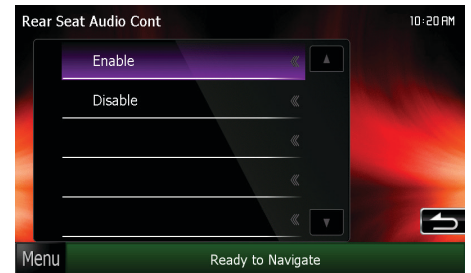 Rear Seat Audio Cont
10:20 AM
Enable
Disable
Menu
Ready to Navigate